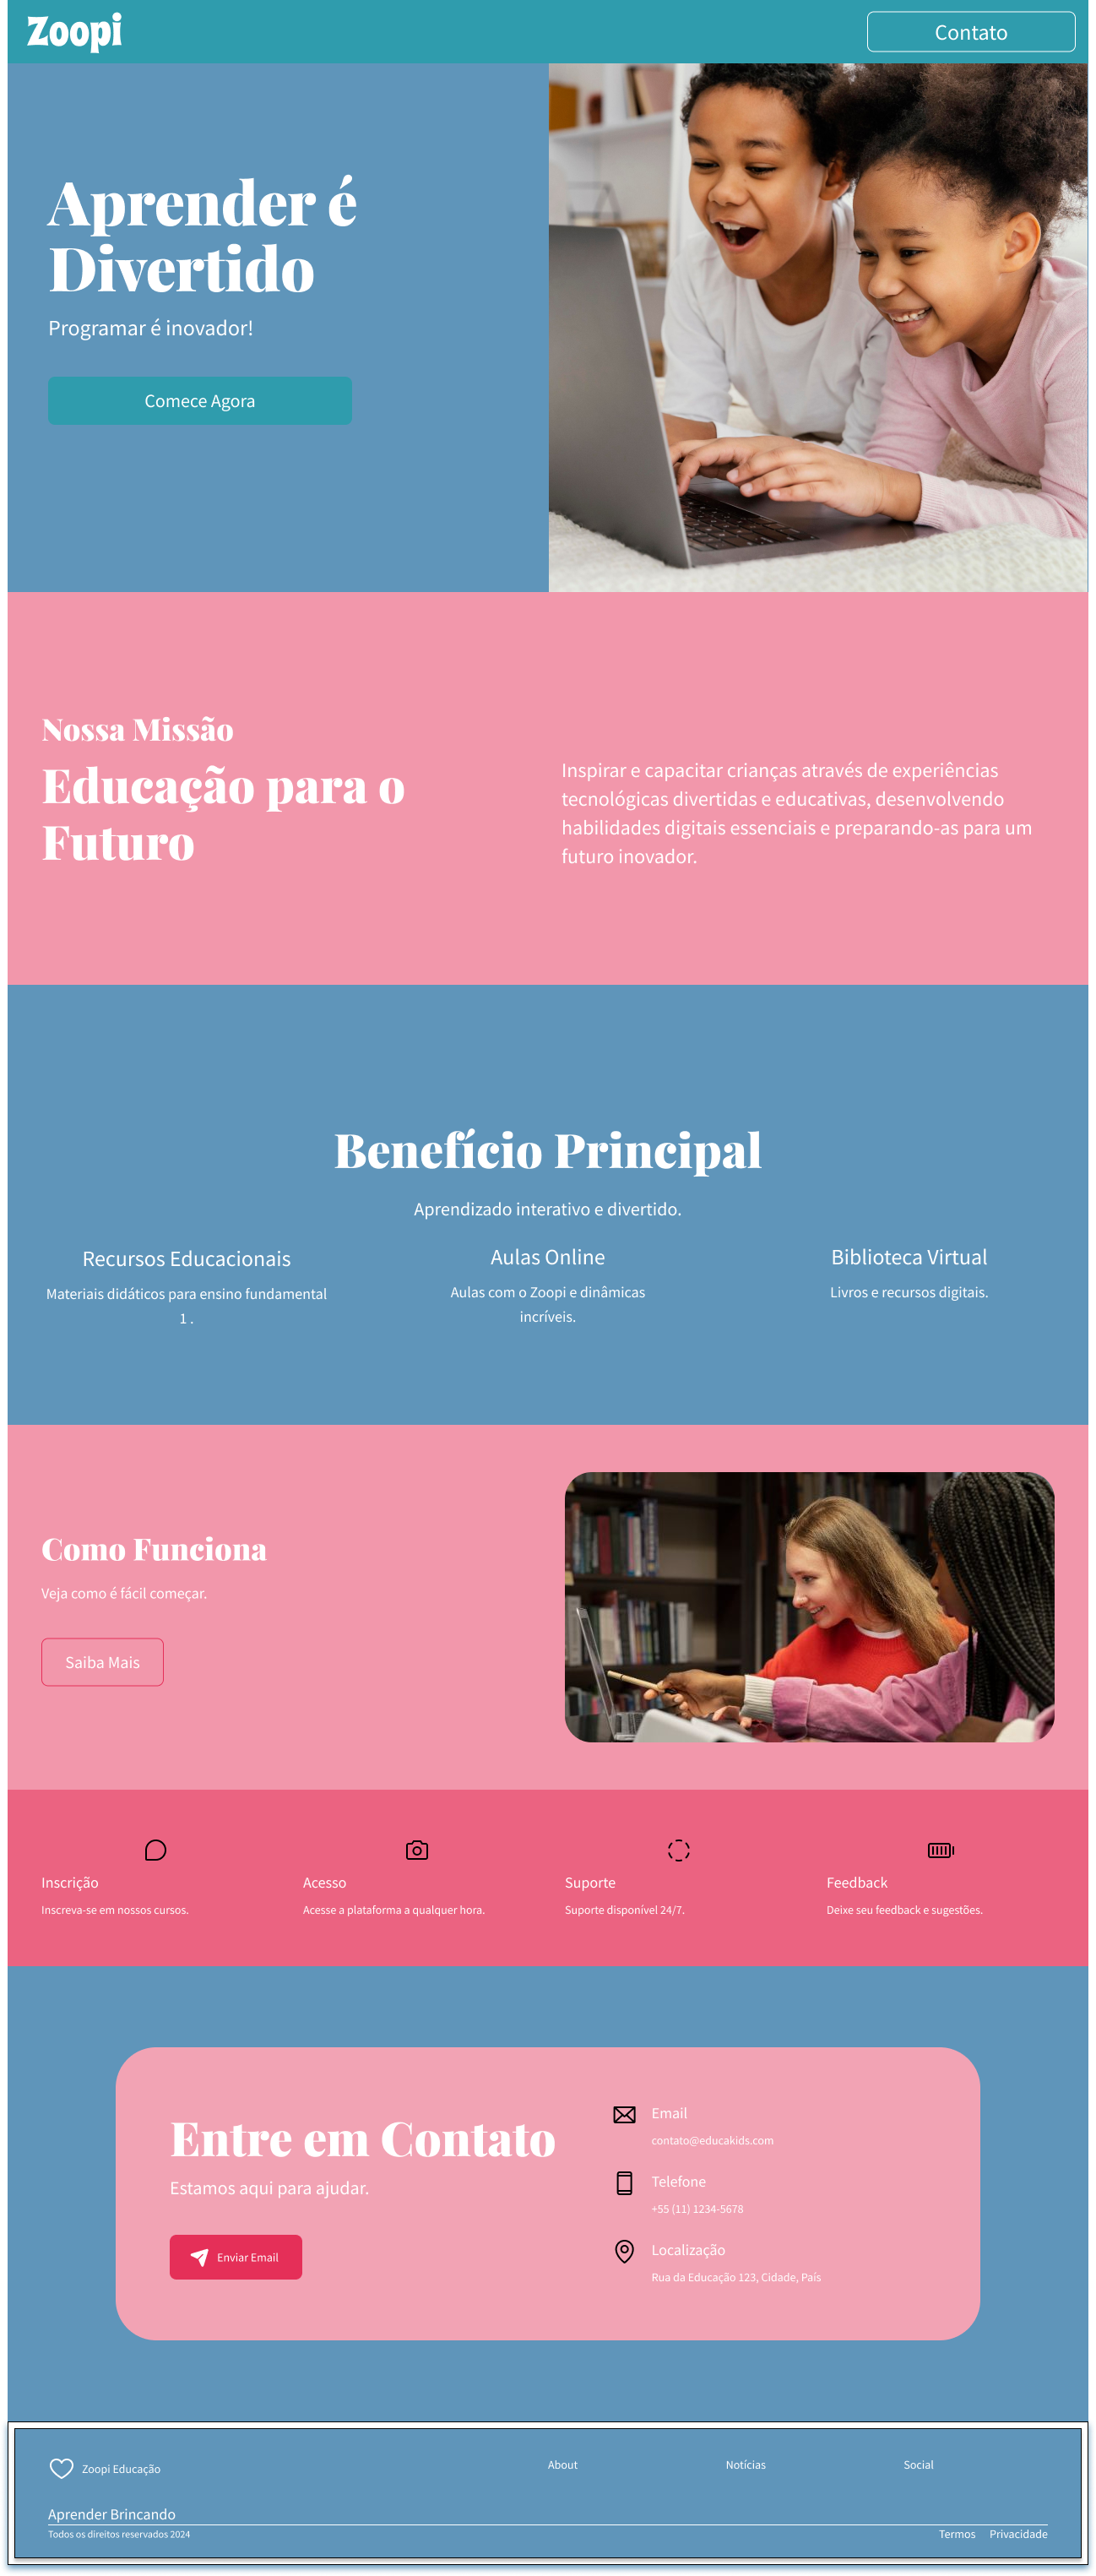 Zoopi
Contato
Aprender é
Divertido
Programar é inovador!
Comece Agora
Nossa Missão
Educação para o
Futuro
Inspirar e capacitar crianças através de experiências
tecnológicas divertidas e educativas, desenvolvendo
habilidades digitais essenciais e preparando-as para um
futuro inovador.
Benefício Principal
Aprendizado interativo e divertido.
Recursos Educacionais
Materiais didáticos para ensino fundamental
1 .
Aulas Online
Aulas com o Zoopi e dinâmicas
incríveis.
Biblioteca Virtual
Livros e recursos digitais.
Como Funciona
Veja como é fácil começar.
Saiba Mais
Inscrição
Inscreva-se em nossos cursos.
Acesso
Acesse a plataforma a qualquer hora.
Suporte
Suporte disponível 24/7.
Feedback
Deixe seu feedback e sugestões.
Entre em Contato
Estamos aqui para ajudar.
Enviar Email
Email
contato@educakids.com
Telefone
+55 (11) 1234-5678
Localização
Rua da Educação 123, Cidade, País
Zoopi Educação
About
Notícias
Social
Aprender Brincando
Todos os direitos reservados 2024
Termos
Privacidade